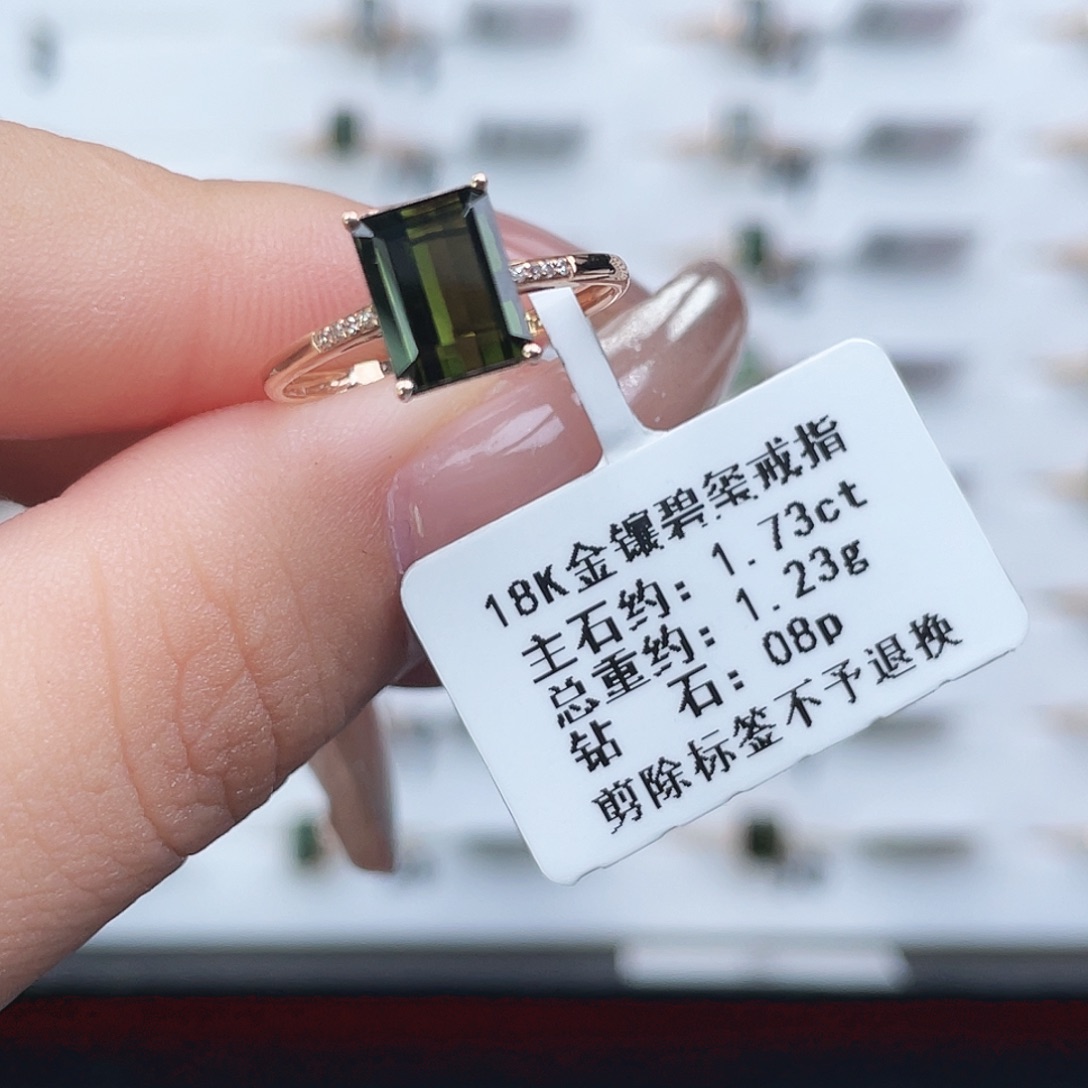 18K金镶碧玺戒指
主石约: 1.73ct
总重约: 1.23g
钻 石: 08p
剪除标签不予退换